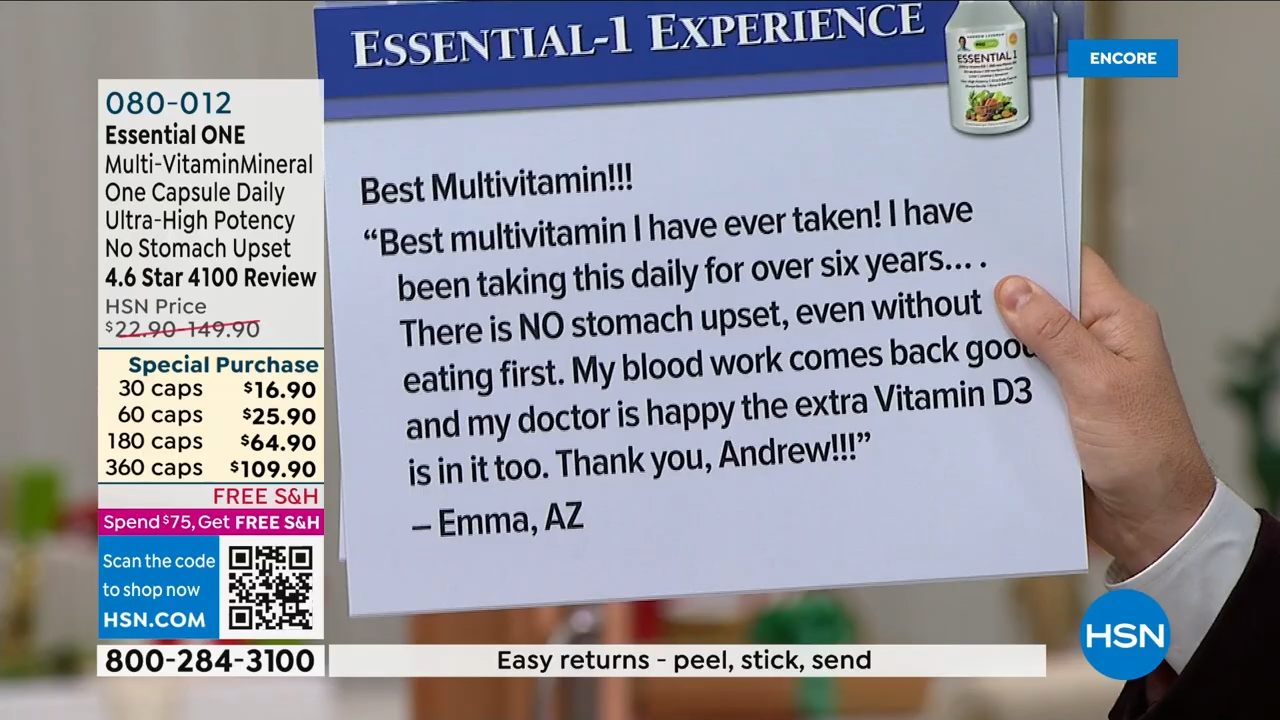 ESSENTIAL-1 EXPERIENCE
ENCORE
ESSENTIAL 1
080-012
Essential ONE
Multi-VitaminMineral
One Capsule Daily
Ultra-High Potency
No Stomach Upset
4.6 Star 4100 Review
HSN Price
$22.90-149.90
Special Purchase
30 caps $16.90
60 caps $25.90
180 caps $64.90
360 caps $109.90
FREE S&H
Spend $75, Get FREE S&H
Scan the code
to shop now
HSN.COM
800-284-3100
Best Multivitamin!!!
“Best multivitamin I have ever taken! I have
been taking this daily for over six years... .
There is NO stomach upset, even without
eating first. My blood work comes back good
and my doctor is happy the extra Vitamin D3
is in it too. Thank you, Andrew!!!”
– Emma, AZ
HSN
Easy returns - peel, stick, send